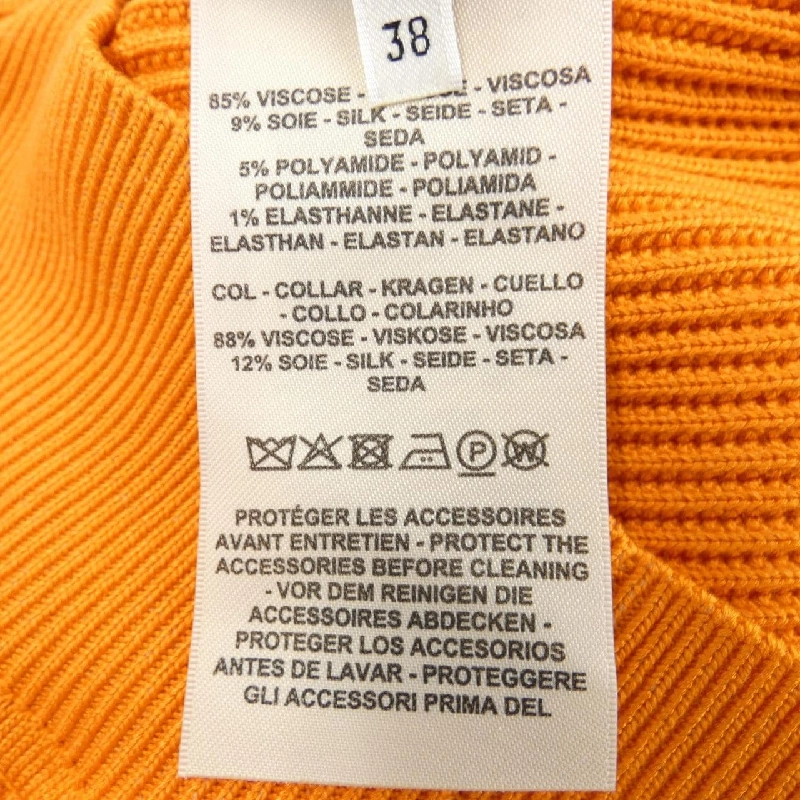 38
85% VISCOSE - - VISCOSA
9% SOIE - SILK - SEIDE - SETA -
SEDA
5% POLYAMIDE - POLYAMID -
POLIAMMIDE - POLIAMIDA
1% ELASTHANNE - ELASTANE -
ELASTHAN - ELASTAN - ELASTANO
COL - COLLAR - KRAGEN - CUELLO
- COLLO - COLARINHO
88% VISCOSE - VISKOSE - VISCOSA
12% SOIE - SILK - SEIDE - SETA -
SEDA
P W
PROTÉGER LES ACCESSOIRES
AVANT ENTRETIEN - PROTECT THE
ACCESSORIES BEFORE CLEANING
- VOR DEM REINIGEN DIE
ACCESSOIRES ABDECKEN -
PROTEGER LOS ACCESORIOS
ANTES DE LAVAR - PROTEGGERE
GLI ACCESSORI PRIMA DEL